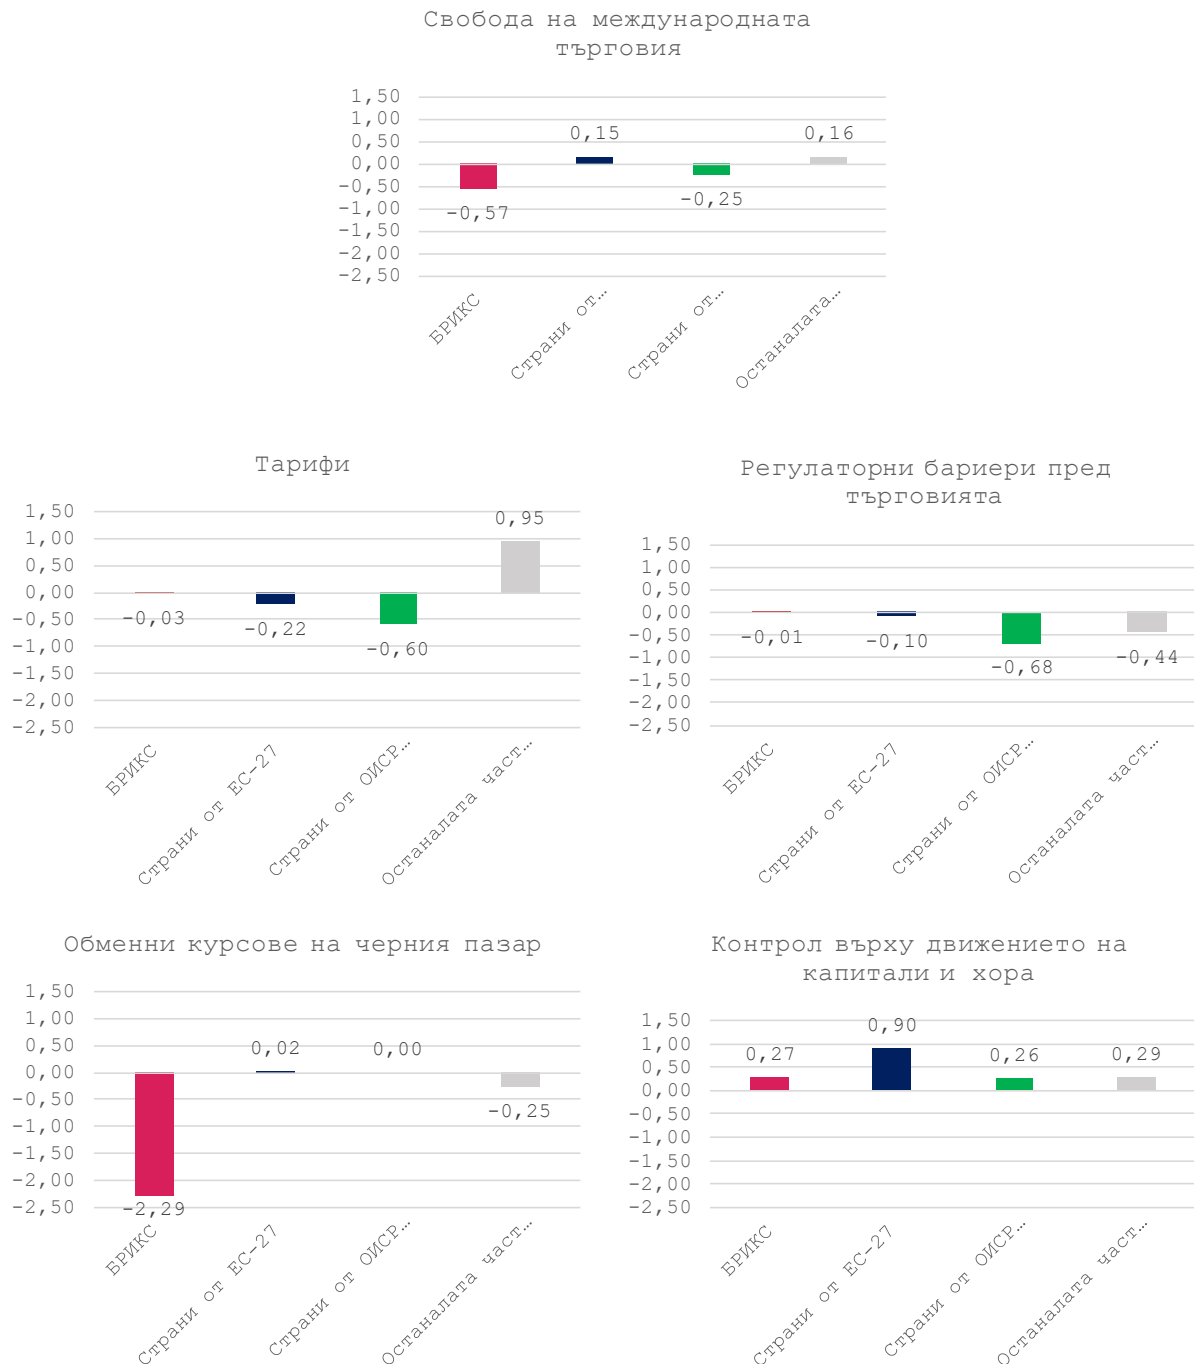 Свобода на международната
търговия
1,50
1,00
0,50
0,00
-0,50
-1,00
-1,50
-2,00
-2,50
-0,57
0,15
-0,25
0,16
БРИКС
Страни от…
Страни от…
Останалата…
Тарифи
1,50
1,00
0,50
0,00
-0,50
-1,00
-1,50
-2,00
-2,50
-0,03
-0,22
-0,60
0,95
БРИКС
Страни от ЕС-27
Страни от ОИСР…
Останалата част…
Регулаторни бариери пред
търговията
1,50
1,00
0,50
0,00
-0,50
-1,00
-1,50
-2,00
-2,50
-0,01
-0,10
-0,68
-0,44
БРИКС
Страни от ЕС-27
Страни от ОИСР…
Останалата част…
Обменни курсове на черния пазар
1,50
1,00
0,50
0,00
-0,50
-1,00
-1,50
-2,00
-2,50
-2,29
0,02
0,00
-0,25
БРИКС
Страни от ЕС-27
Страни от ОИСР…
Останалата част…
Контрол върху движението на
капитали и хора
1,50
1,00
0,50
0,00
-0,50
-1,00
-1,50
-2,00
-2,50
0,27
0,90
0,26
0,29
БРИКС
Страни от ЕС-27
Страни от ОИСР…
Останалата част…